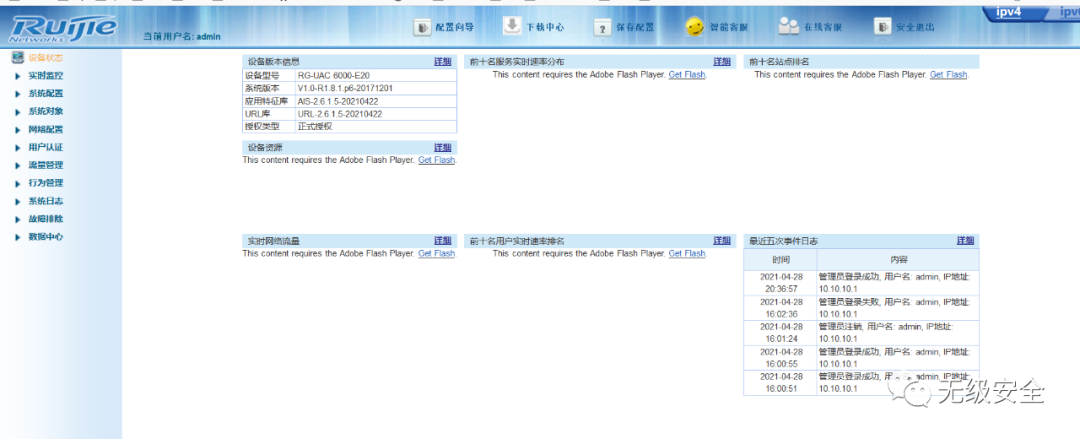 ipv4
ipv
Ruijie
Networks
当前用户名: admin
配置向导
下载中心
保存配置
智能客服
在线客服
安全退出
设备状态
实时监控
系统配置
系统对象
网络配置
用户认证
流量管理
行为管理
系统日志
故障排除
数据中心
设备版本信息 详细
设备型号 RG-UAC 6000-E20
系统版本 V1.0-R1.8.1.p6-20171201
应用特征库 AIS-2.6.1.5-20210422
URL库 URL-2.6.1.5-20210422
授权类型 正式授权
设备资源 详细
This content requires the Adobe Flash Player. Get Flash.
前十名服务实时速率分布 详细
This content requires the Adobe Flash Player. Get Flash.
前十名站点排名
This content requires the Adobe Flash Player. Get Flash.
实时网络流量 详细
This content requires the Adobe Flash Player. Get Flash
前十名用户实时速率排名 详细
This content requires the Adobe Flash Player. Get Flash.
最近五次事件日志 详细
时间 内容
2021-04-28 管理员登录成功, 用户名: admin, IP地址:
20:36:57 10.10.10.1
2021-04-28 管理员登录失败, 用户名: admin, IP地址:
16:02:36 10.10.10.1
2021-04-28 管理员注销, 用户名: admin, IP地址:
16:01:24 10.10.10.1
2021-04-28 管理员登录成功, 用户名: admin, IP地址:
16:00:55 10.10.10.1
2021-04-28 管理员登录成功, 用 admin, IP地址:
16:00:51 10.10.10.1
无级安全